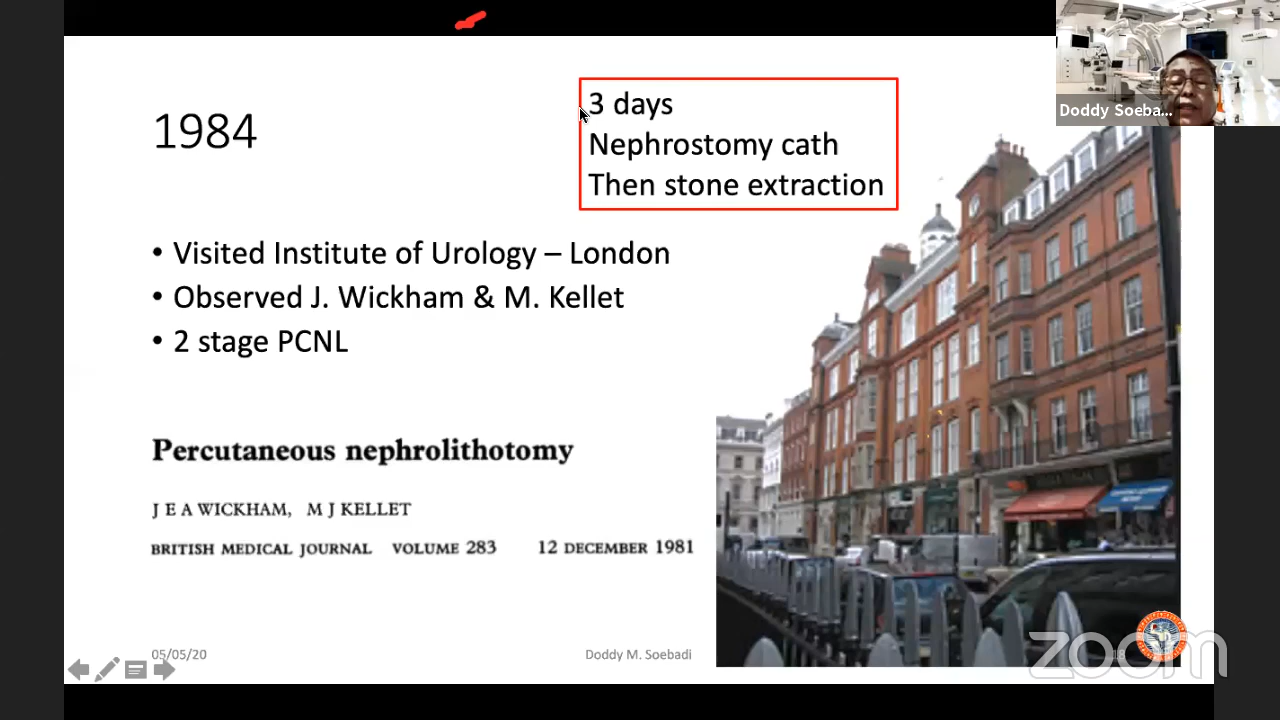 Doddy Soeba...
1984
3 days
Nephrostomy cath
Then stone extraction
• Visited Institute of Urology – London
• Observed J. Wickham & M. Kellet
• 2 stage PCNL
Percutaneous nephrolithotomy
J E A WICKHAM, M J KELLET
BRITISH MEDICAL JOURNAL VOLUME 283 12 DECEMBER 1981
05/05/20
Doddy M. Soebadi
18
zoom